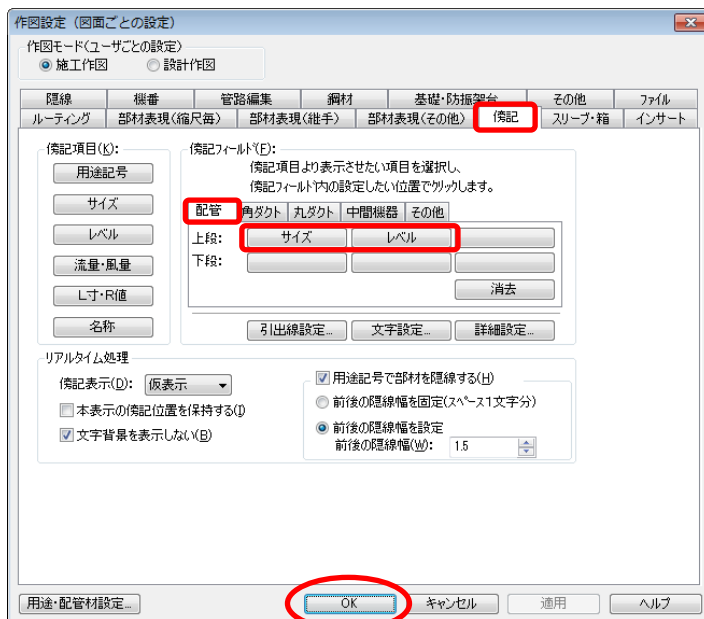 作図設定（図面ごとの設定）
作図モード(ユーザごとの設定)
施工作図 設計作図
隠線 機番 管路編集 鋼材 基礎・防振架台 その他 ファイル
ルーティング 部材表現(縮尺毎) 部材表現(継手) 部材表現(その他) 傍記 スリーブ・箱 インサート
傍記項目(K):
用途記号
サイズ
レベル
流量・風量
L寸・R値
名称
傍記フィールド(F):
傍記項目より表示させたい項目を選択し、
傍記フィールド内の設定したい位置でクリックします。
配管 角ダクト 丸ダクト 中間機器 その他
上段: サイズ レベル
下段:
消去
引出線設定... 文字設定... 詳細設定...
リアルタイム処理
傍記表示(D): 仮表示
本表示の傍記位置を保持する(I)
文字背景を表示しない(B)
用途記号で部材を隠線する(H)
前後の隠線幅を固定(スペース1文字分)
前後の隠線幅を設定
前後の隠線幅(W): 1.5
用途・配管材設定... OK キャンセル 適用 ヘルプ